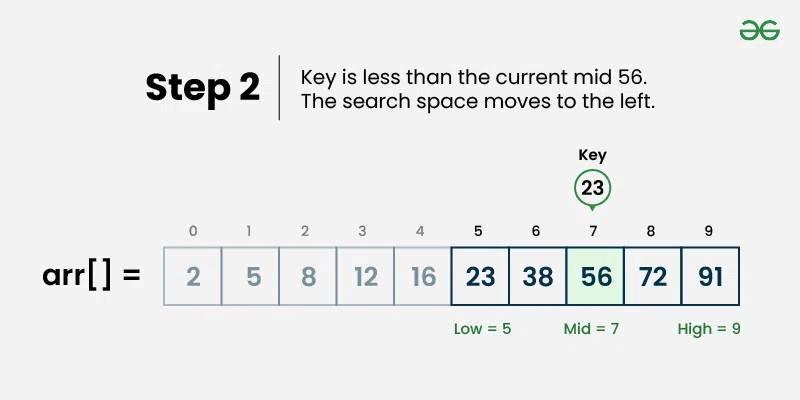 Step 2
Key is less than the current mid 56.
The search space moves to the left.
Key
23
0 1 2 3 4 5 6 7 8 9
arr[] = 2 5 8 12 16 23 38 56 72 91
Low = 5 Mid = 7 High = 9